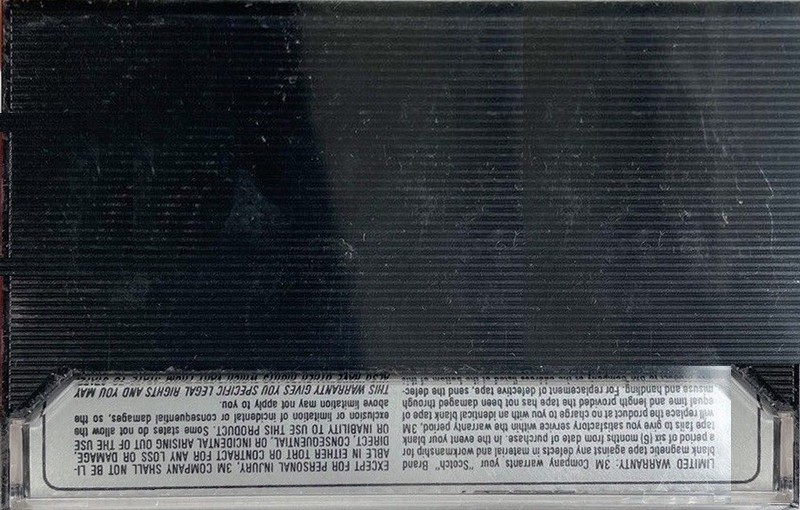 LIMITED WARRANTY: 3M Company warrants your "Scotch" Brand
blank magnetic tape against any defects in material and workmanship for
a period of six (6) months from date of purchase. In the event your blank
tape fails to give you satisfactory service within the warranty period, 3M
will replace the product at no charge to you with an identical blank tape of
equal time and length provided the tape has not been damaged through
misuse and handling. For replacement of defective tape, send the defec-
EXCEPT FOR PERSONAL INJURY, 3M COMPANY SHALL NOT BE LI-
ABLE IN EITHER TORT OR CONTRACT FOR ANY LOSS OR DAMAGE,
DIRECT, CONSEQUENTIAL, OR INCIDENTAL ARISING OUT OF THE USE
OR INABILITY TO USE THIS PRODUCT. Some states do not allow the
exclusion or limitation of incidental or consequential damages, so the
above limitation may not apply to you
THIS WARRANTY GIVES YOU SPECIFIC LEGAL RIGHTS AND YOU MAY